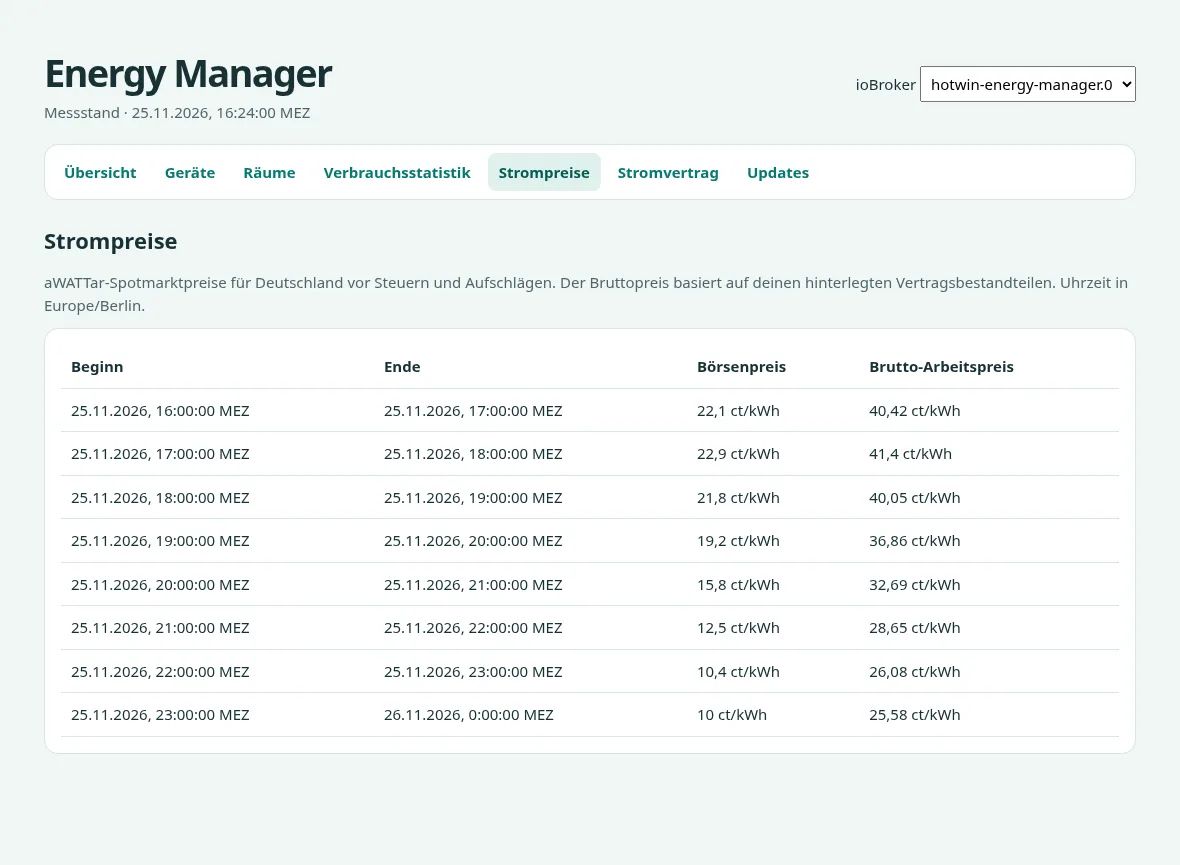 Energy Manager
Messstand · 25.11.2026, 16:24:00 MEZ
ioBroker hotwin-energy-manager.0
Übersicht Geräte Räume Verbrauchsstatistik Strompreise Stromvertrag Updates
Strompreise
aWATTar-Spotmarktpreise für Deutschland vor Steuern und Aufschlägen. Der Bruttopreis basiert auf deinen hinterlegten Vertragsbestandteilen. Uhrzeit in
Europe/Berlin.
Beginn Ende Börsenpreis Brutto-Arbeitspreis
25.11.2026, 16:00:00 MEZ 25.11.2026, 17:00:00 MEZ 22,1 ct/kWh 40,42 ct/kWh
25.11.2026, 17:00:00 MEZ 25.11.2026, 18:00:00 MEZ 22,9 ct/kWh 41,4 ct/kWh
25.11.2026, 18:00:00 MEZ 25.11.2026, 19:00:00 MEZ 21,8 ct/kWh 40,05 ct/kWh
25.11.2026, 19:00:00 MEZ 25.11.2026, 20:00:00 MEZ 19,2 ct/kWh 36,86 ct/kWh
25.11.2026, 20:00:00 MEZ 25.11.2026, 21:00:00 MEZ 15,8 ct/kWh 32,69 ct/kWh
25.11.2026, 21:00:00 MEZ 25.11.2026, 22:00:00 MEZ 12,5 ct/kWh 28,65 ct/kWh
25.11.2026, 22:00:00 MEZ 25.11.2026, 23:00:00 MEZ 10,4 ct/kWh 26,08 ct/kWh
25.11.2026, 23:00:00 MEZ 26.11.2026, 0:00:00 MEZ 10 ct/kWh 25,58 ct/kWh